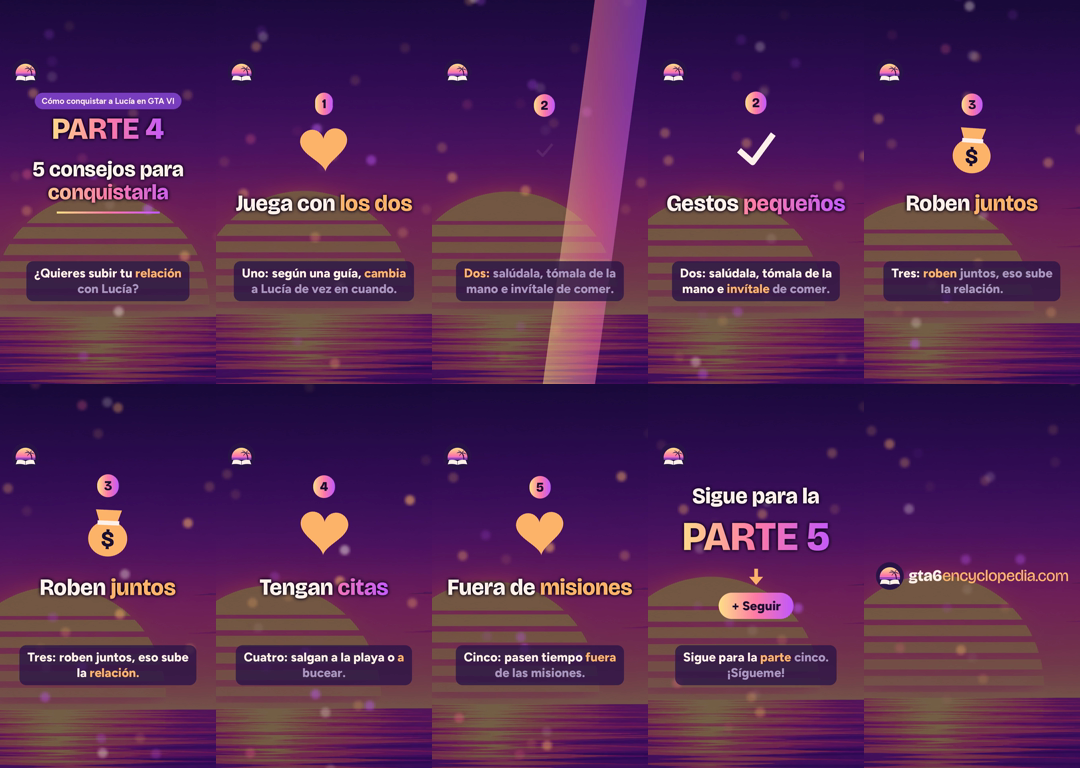 Cómo conquistar a Lucía en GTA VI
PARTE 4
5 consejos para
conquistarla
¿Quieres subir tu relación
con Lucía?
1
Juega con los dos
Uno: según una guía, cambia
a Lucía de vez en cuando.
2
Dos: salúdala, tómala de la
mano e invítale de comer.
2
Gestos pequeños
Dos: salúdala, tómala de la
mano e invítale de comer.
3
$
Roben juntos
Tres: roben juntos, eso sube
la relación.
3
$
Roben juntos
Tres: roben juntos, eso sube
la relación.
4
Tengan citas
Cuatro: salgan a la playa o a
bucear.
5
Fuera de misiones
Cinco: pasen tiempo fuera
de las misiones.
Sigue para la
PARTE 5
+ Seguir
Sigue para la parte cinco.
¡Sígueme!
gta6encyclopedia.com